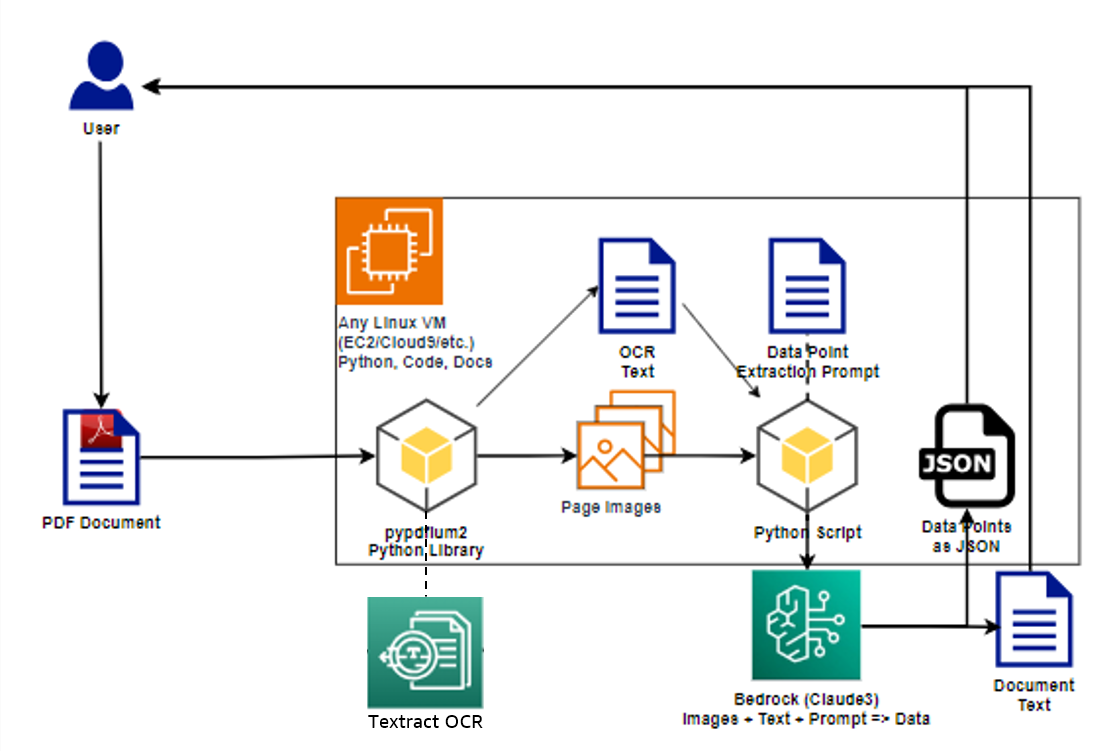 User
Any Linux VM
(EC2/Cloud9/etc.)
Python, Code, Docs
OCR
Text
Data Point
Extraction Prompt
PDF Document
pypdfium2
Python Library
Page Images
Python Script
JSON
Data Points
as JSON
Textract OCR
Bedrock (Claude3)
Images + Text + Prompt => Data
Document
Text